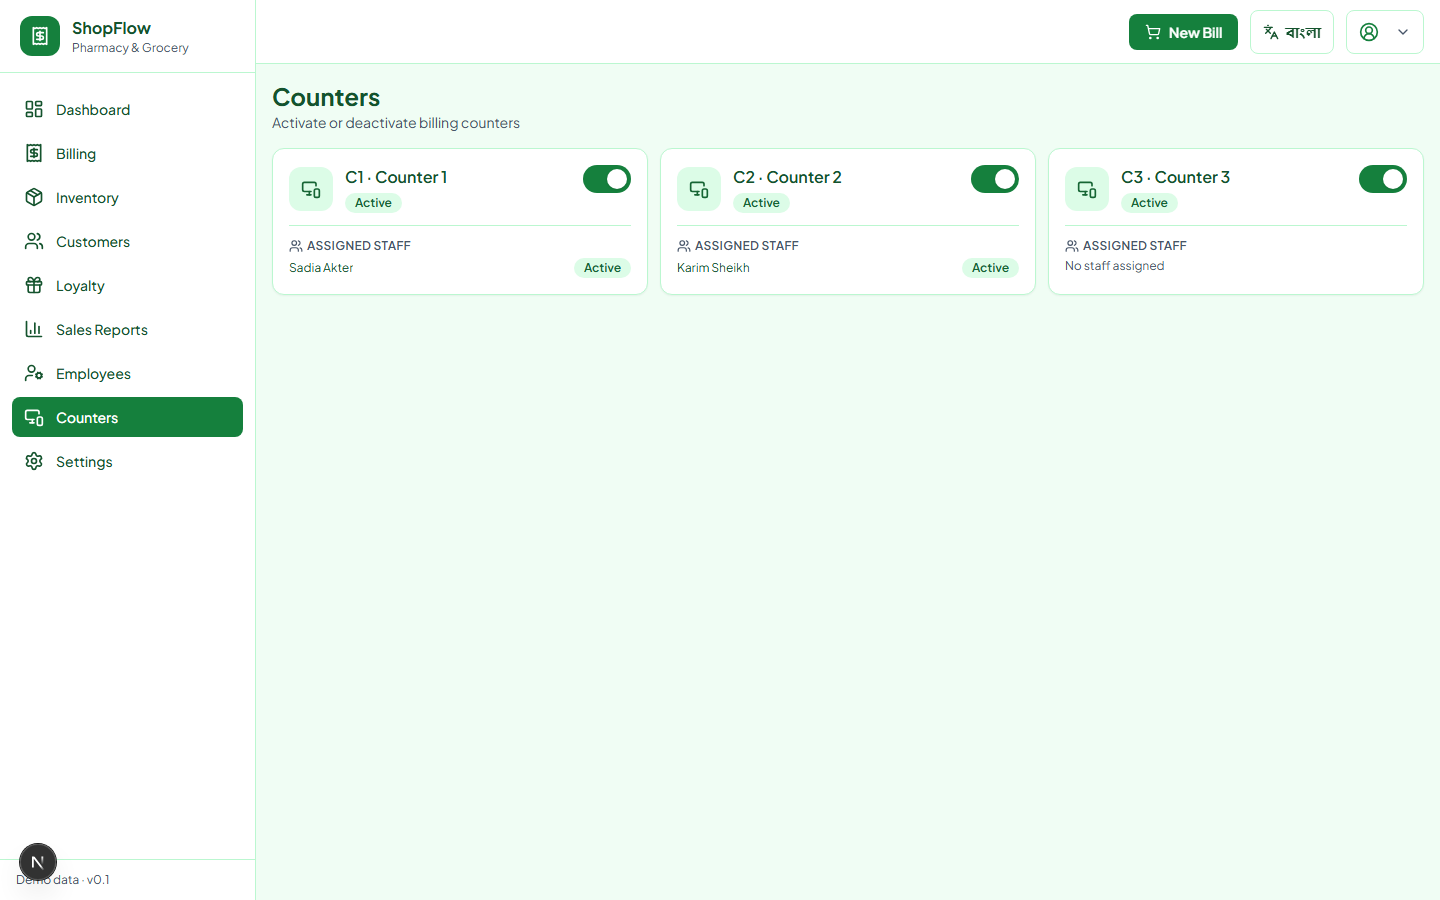 ShopFlow
Pharmacy & Grocery
New Bill
বাংলা
Dashboard
Billing
Inventory
Customers
Loyalty
Sales Reports
Employees
Counters
Settings
Demo data · v0.1
Counters
Activate or deactivate billing counters
C1 · Counter 1
Active
ASSIGNED STAFF
Sadia Akter Active
C2 · Counter 2
Active
ASSIGNED STAFF
Karim Sheikh Active
C3 · Counter 3
Active
ASSIGNED STAFF
No staff assigned